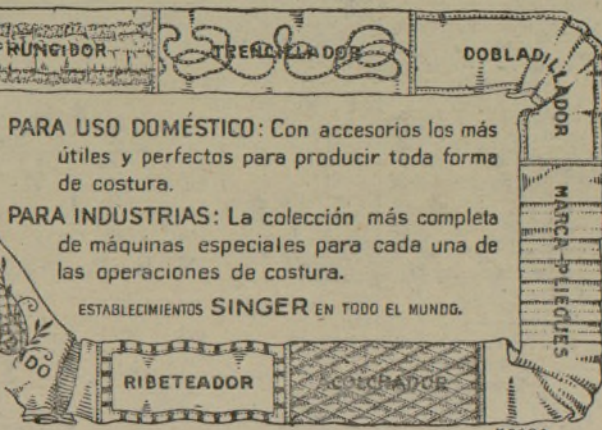 FRUNCIDOR
TRENCILLADOR
DOBLADILLADOR
PARA USO DOMÉSTICO: Con accesorios los más
útiles y perfectos para producir toda forma
de costura.
PARA INDUSTRIAS: La colección más completa
de máquinas especiales para cada una de
las operaciones de costura.
ESTABLECIMIENTOS SINGER EN TODO EL MUNDO.
MARCA-PLIEGUES
RIBETEADOR
ACOLCHADOR